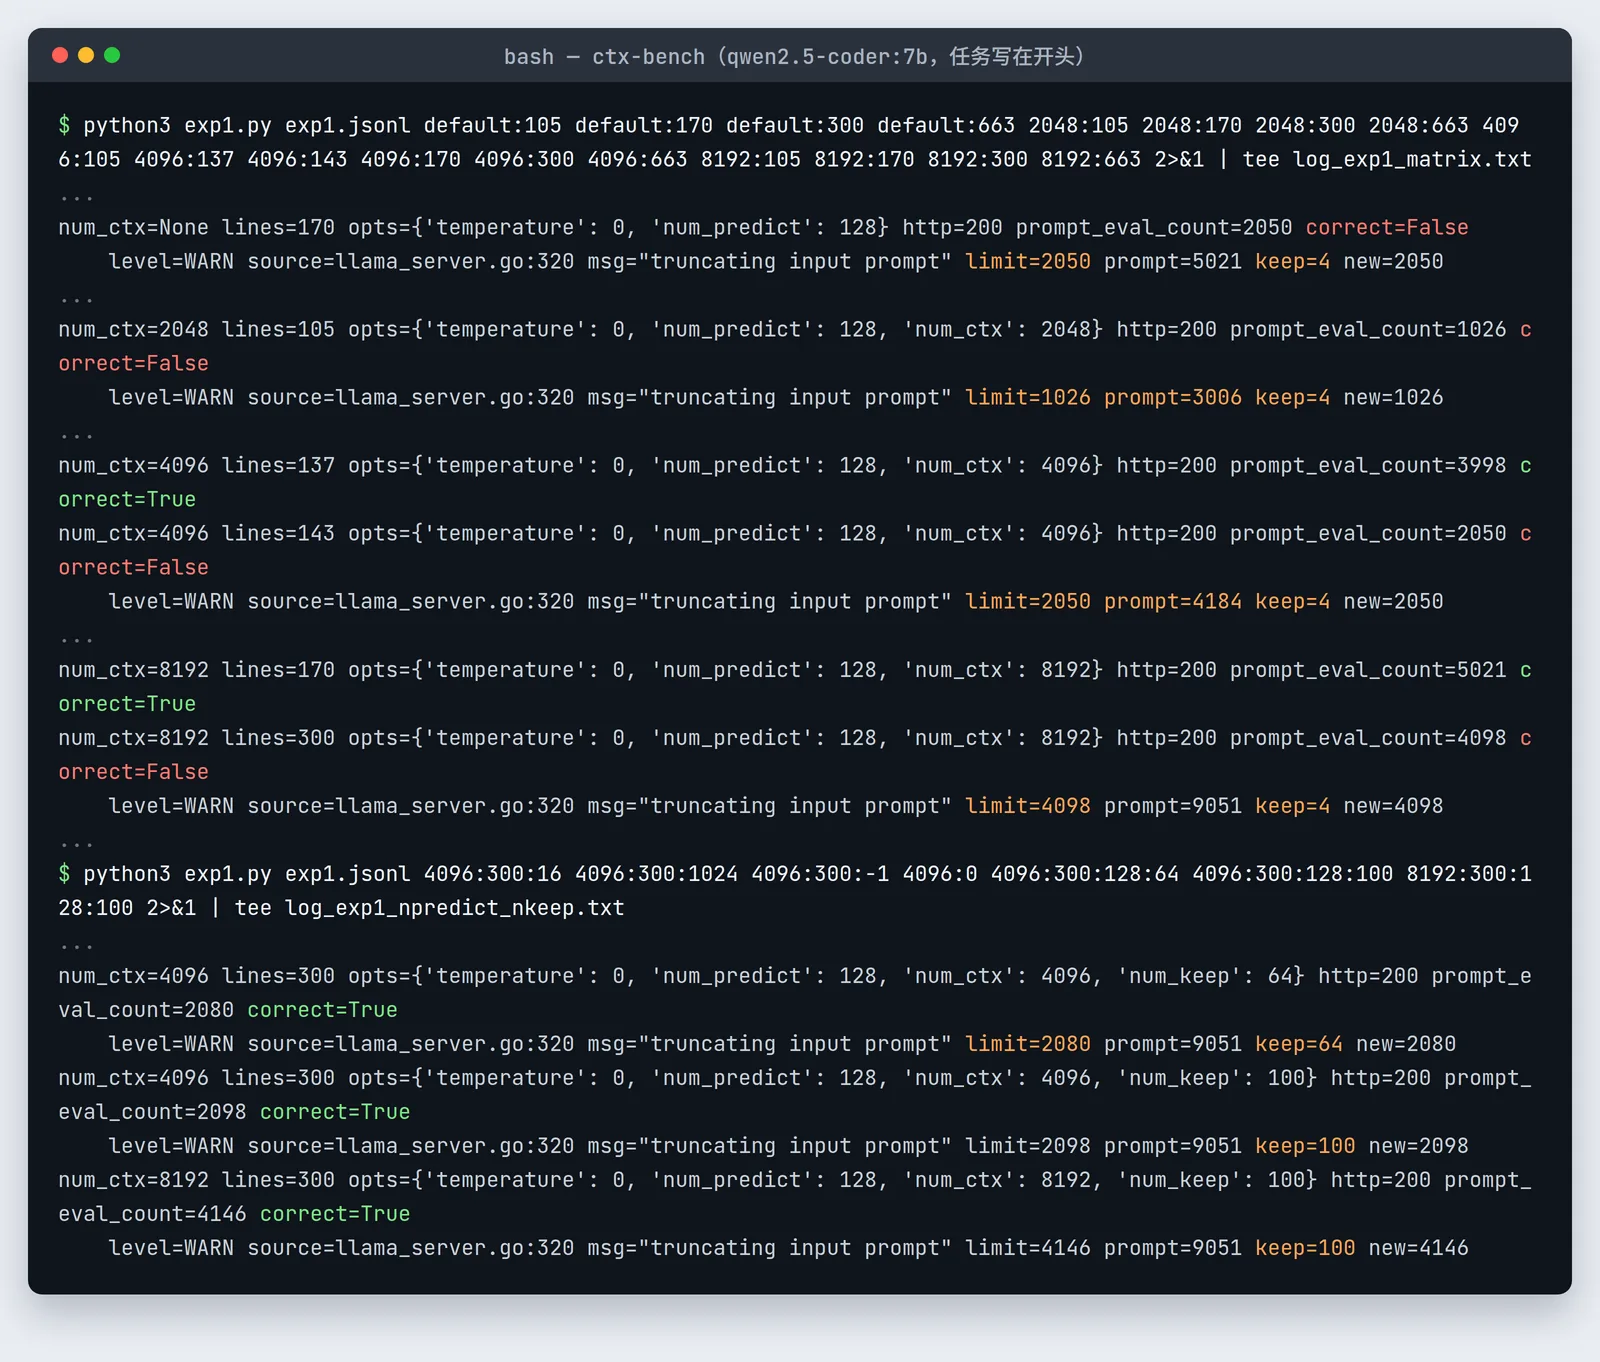 bash — ctx-bench（qwen2.5-coder:7b，任务写在开头）
$ python3 exp1.py exp1.jsonl default:105 default:170 default:300 default:663 2048:105 2048:170 2048:300 2048:663 409
6:105 4096:137 4096:143 4096:170 4096:300 4096:663 8192:105 8192:170 8192:300 8192:663 2>&1 | tee log_exp1_matrix.txt
...
num_ctx=None lines=170 opts={'temperature': 0, 'num_predict': 128} http=200 prompt_eval_count=2050 correct=False
    level=WARN source=llama_server.go:320 msg="truncating input prompt" limit=2050 prompt=5021 keep=4 new=2050
...
num_ctx=2048 lines=105 opts={'temperature': 0, 'num_predict': 128, 'num_ctx': 2048} http=200 prompt_eval_count=1026 c
orrect=False
    level=WARN source=llama_server.go:320 msg="truncating input prompt" limit=1026 prompt=3006 keep=4 new=1026
...
num_ctx=4096 lines=137 opts={'temperature': 0, 'num_predict': 128, 'num_ctx': 4096} http=200 prompt_eval_count=3998 c
orrect=True
num_ctx=4096 lines=143 opts={'temperature': 0, 'num_predict': 128, 'num_ctx': 4096} http=200 prompt_eval_count=2050 c
orrect=False
    level=WARN source=llama_server.go:320 msg="truncating input prompt" limit=2050 prompt=4184 keep=4 new=2050
...
num_ctx=8192 lines=170 opts={'temperature': 0, 'num_predict': 128, 'num_ctx': 8192} http=200 prompt_eval_count=5021 c
orrect=True
num_ctx=8192 lines=300 opts={'temperature': 0, 'num_predict': 128, 'num_ctx': 8192} http=200 prompt_eval_count=4098 c
orrect=False
    level=WARN source=llama_server.go:320 msg="truncating input prompt" limit=4098 prompt=9051 keep=4 new=4098
...
$ python3 exp1.py exp1.jsonl 4096:300:16 4096:300:1024 4096:300:-1 4096:0 4096:300:128:64 4096:300:128:100 8192:300:1
28:100 2>&1 | tee log_exp1_npredict_nkeep.txt
...
num_ctx=4096 lines=300 opts={'temperature': 0, 'num_predict': 128, 'num_ctx': 4096, 'num_keep': 64} http=200 prompt_e
val_count=2080 correct=True
    level=WARN source=llama_server.go:320 msg="truncating input prompt" limit=2080 prompt=9051 keep=64 new=2080
num_ctx=4096 lines=300 opts={'temperature': 0, 'num_predict': 128, 'num_ctx': 4096, 'num_keep': 100} http=200 prompt_
eval_count=2098 correct=True
    level=WARN source=llama_server.go:320 msg="truncating input prompt" limit=2098 prompt=9051 keep=100 new=2098
num_ctx=8192 lines=300 opts={'temperature': 0, 'num_predict': 128, 'num_ctx': 8192, 'num_keep': 100} http=200 prompt_
eval_count=4146 correct=True
    level=WARN source=llama_server.go:320 msg="truncating input prompt" limit=4146 prompt=9051 keep=100 new=4146